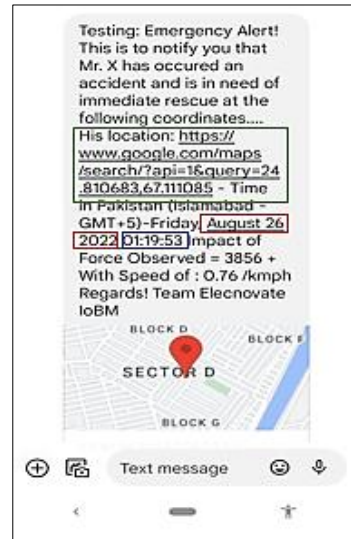 Testing: Emergency Alert!
This is to notify you that
Mr. X has occured an
accident and is in need of
immediate rescue at the
following coordinates....
His location: https://
www.google.com/maps
/search/?api=1&query=24
.810683,67.111085 - Time
in Pakistan (Islamabad -
GMT+5)-Friday, August 26
2022 01:19:53 Impact of
Force Observed = 3856 +
With Speed of : 0.76 /kmph
Regards! Team Elecnovate
IoBM
BLOCK D
BLOCK F
SECTOR D
BLOCK G
Text message